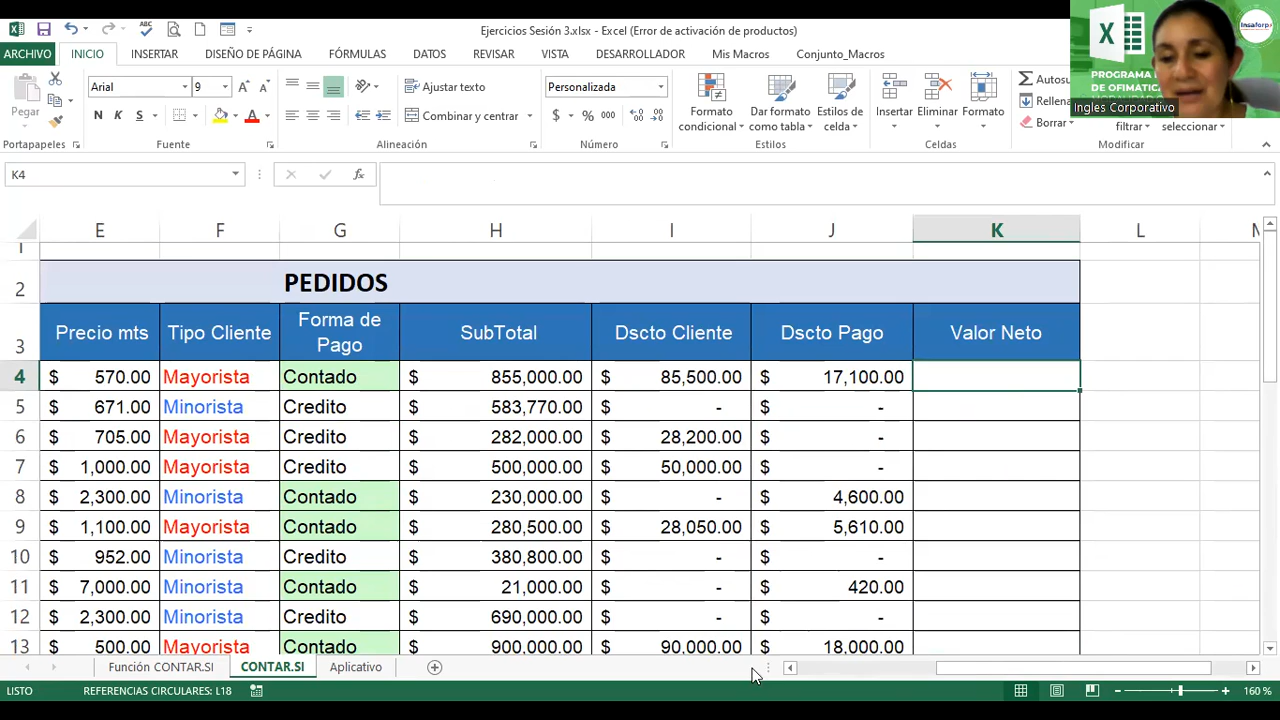 Ejercicios Sesión 3.xlsx - Excel (Error de activación de productos)
ARCHIVO INICIO INSERTAR DISEÑO DE PÁGINA FÓRMULAS DATOS REVISAR VISTA DESARROLLADOR Mis Macros Conjunto_Macros
Insaforp
PROGRAMA
DE OFIMATICA
Ingles Corporativo
Pegar
Arial 9
N K S
Ajustar texto
Combinar y centrar
Personalizada
$ % 000
Formato condicional
Dar formato como tabla
Estilos de celda
Insertar Eliminar Formato
Autosu
Rellena
Borrar
filtrar seleccionar
Portapapeles Fuente Alineación Número Estilos Celdas Modificar
K4
fx
E F G H I J K L M
1
2 PEDIDOS
3 Precio mts Tipo Cliente Forma de Pago SubTotal Dscto Cliente Dscto Pago Valor Neto
4 $ 570.00 Mayorista Contado $ 855,000.00 $ 85,500.00 $ 17,100.00
5 $ 671.00 Minorista Credito $ 583,770.00 $ - $ -
6 $ 705.00 Mayorista Credito $ 282,000.00 $ 28,200.00 $ -
7 $ 1,000.00 Mayorista Credito $ 500,000.00 $ 50,000.00 $ -
8 $ 2,300.00 Minorista Contado $ 230,000.00 $ - $ 4,600.00
9 $ 1,100.00 Mayorista Contado $ 280,500.00 $ 28,050.00 $ 5,610.00
10 $ 952.00 Minorista Credito $ 380,800.00 $ - $ -
11 $ 7,000.00 Minorista Contado $ 21,000.00 $ - $ 420.00
12 $ 2,300.00 Minorista Credito $ 690,000.00 $ - $ -
13 $ 500.00 Mayorista Contado $ 900,000.00 $ 90,000.00 $ 18,000.00
Función CONTAR.SI CONTAR.SI Aplicativo
LISTO REFERENCIAS CIRCULARES: L18 160 %